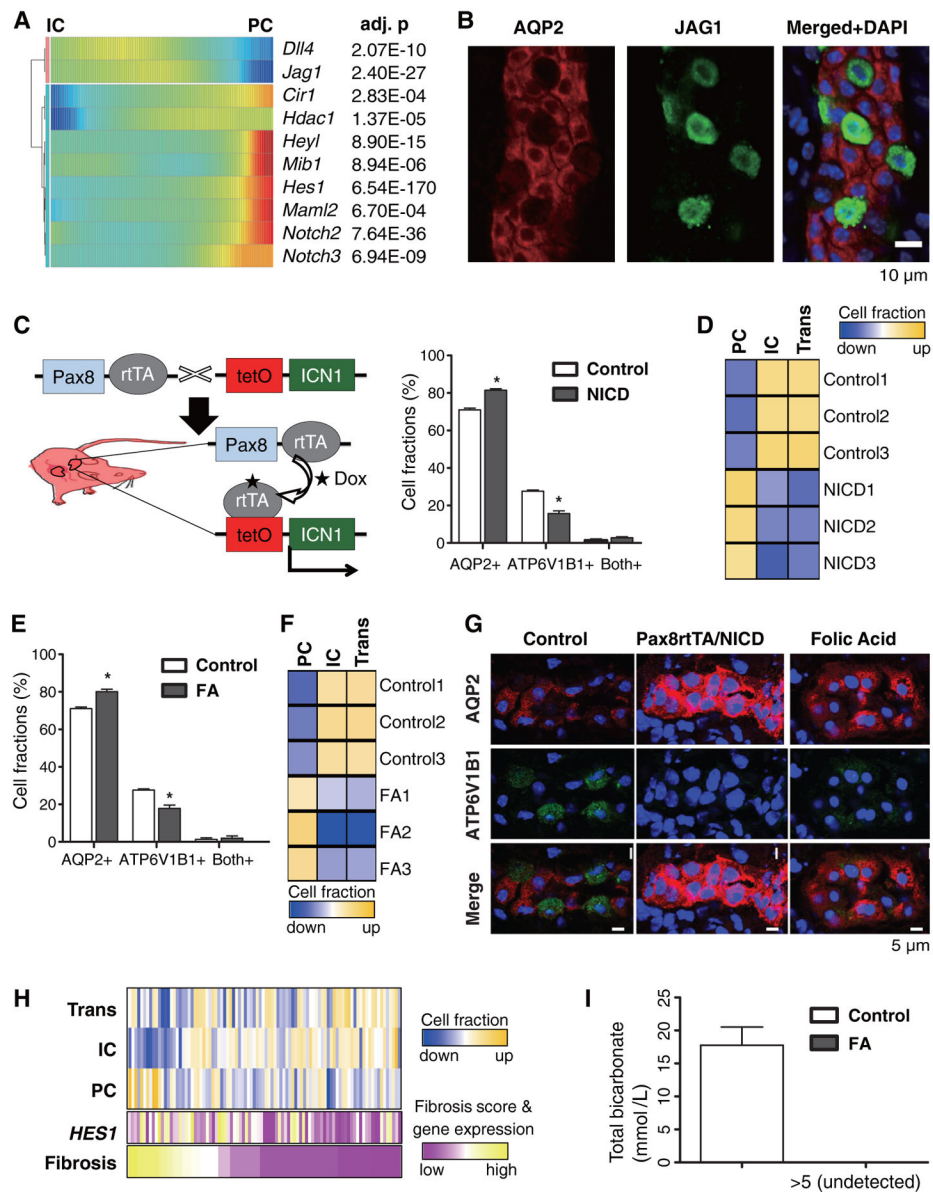 A
IC PC adj. p
Dll4 2.07E-10
Jag1 2.40E-27
Cir1 2.83E-04
Hdac1 1.37E-05
Heyl 8.90E-15
Mib1 8.94E-06
Hes1 6.54E-170
Maml2 6.70E-04
Notch2 7.64E-36
Notch3 6.94E-09
B
AQP2 JAG1 Merged+DAPI
10 μm
C
Pax8 rtTA tetO ICN1
Pax8 rtTA
Dox
rtTA
tetO ICN1
Cell fractions (%)
100
80
60
40
20
0
Control
NICD
* *
AQP2+ ATP6V1B1+ Both+
D
Cell fraction
down up
PC IC Trans
Control1
Control2
Control3
NICD1
NICD2
NICD3
E
Cell fractions (%)
100
80
60
40
20
0
Control
FA
* *
AQP2+ ATP6V1B1+ Both+
F
PC IC Trans
Control1
Control2
Control3
FA1
FA2
FA3
Cell fraction
down up
G
Control Pax8rtTA/NICD Folic Acid
AQP2
ATP6V1B1
Merge
5 μm
H
Trans
IC
PC
HES1
Fibrosis
Cell fraction
down up
Fibrosis score &
gene expression
low high
I
Total bicarbonate
(mmol/L)
25
20
15
10
5
0
Control
FA
>5 (undetected)